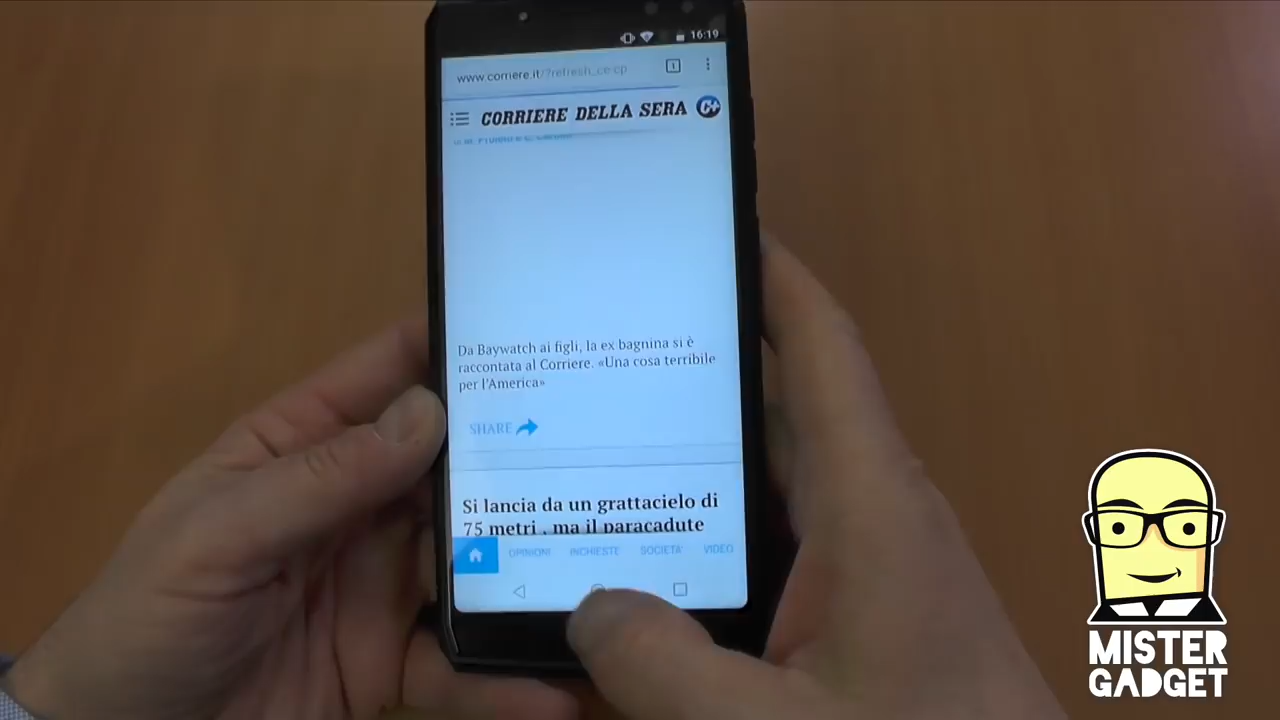 16:19
www.corriere.it/?refresh_ce-cp
1
CORRIERE DELLA SERA C+
Da Baywatch ai figli, la ex bagnina si è
raccontata al Corriere. «Una cosa terribile
per l'America»
SHARE
Si lancia da un grattacielo di
75 metri , ma il paracadute
OPINIONI INCHIESTE SOCIETA' VIDEO
MISTER
GADGET